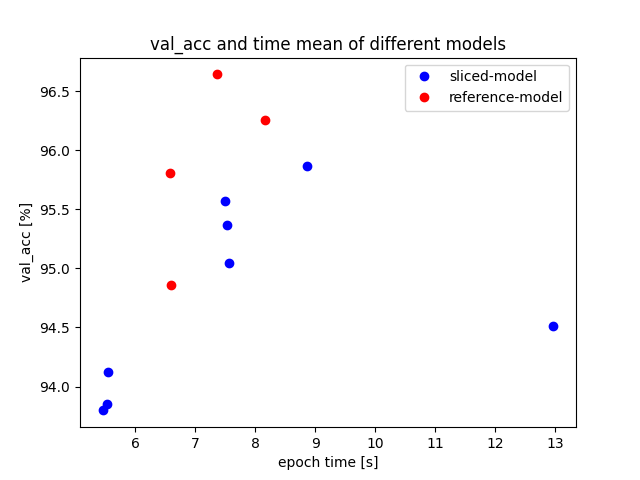 val_acc and time mean of different models
sliced-model
reference-model
96.5
96.0
95.5
95.0
94.5
94.0
val_acc [%]
6 7 8 9 10 11 12 13
epoch time [s]